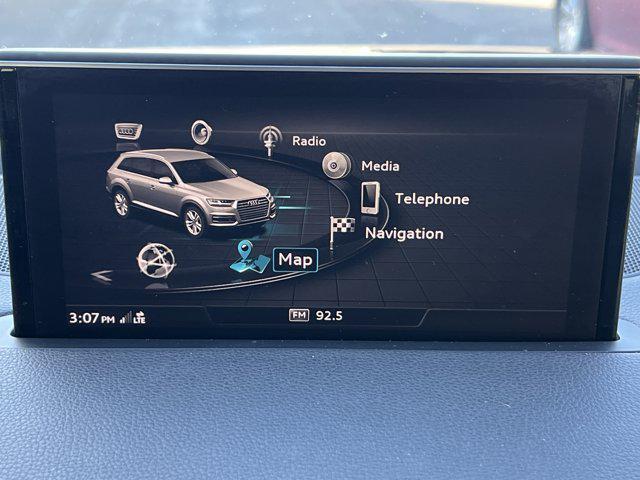 Radio
Media
Telephone
Navigation
Map
3:07 PM LTE
FM 92.5